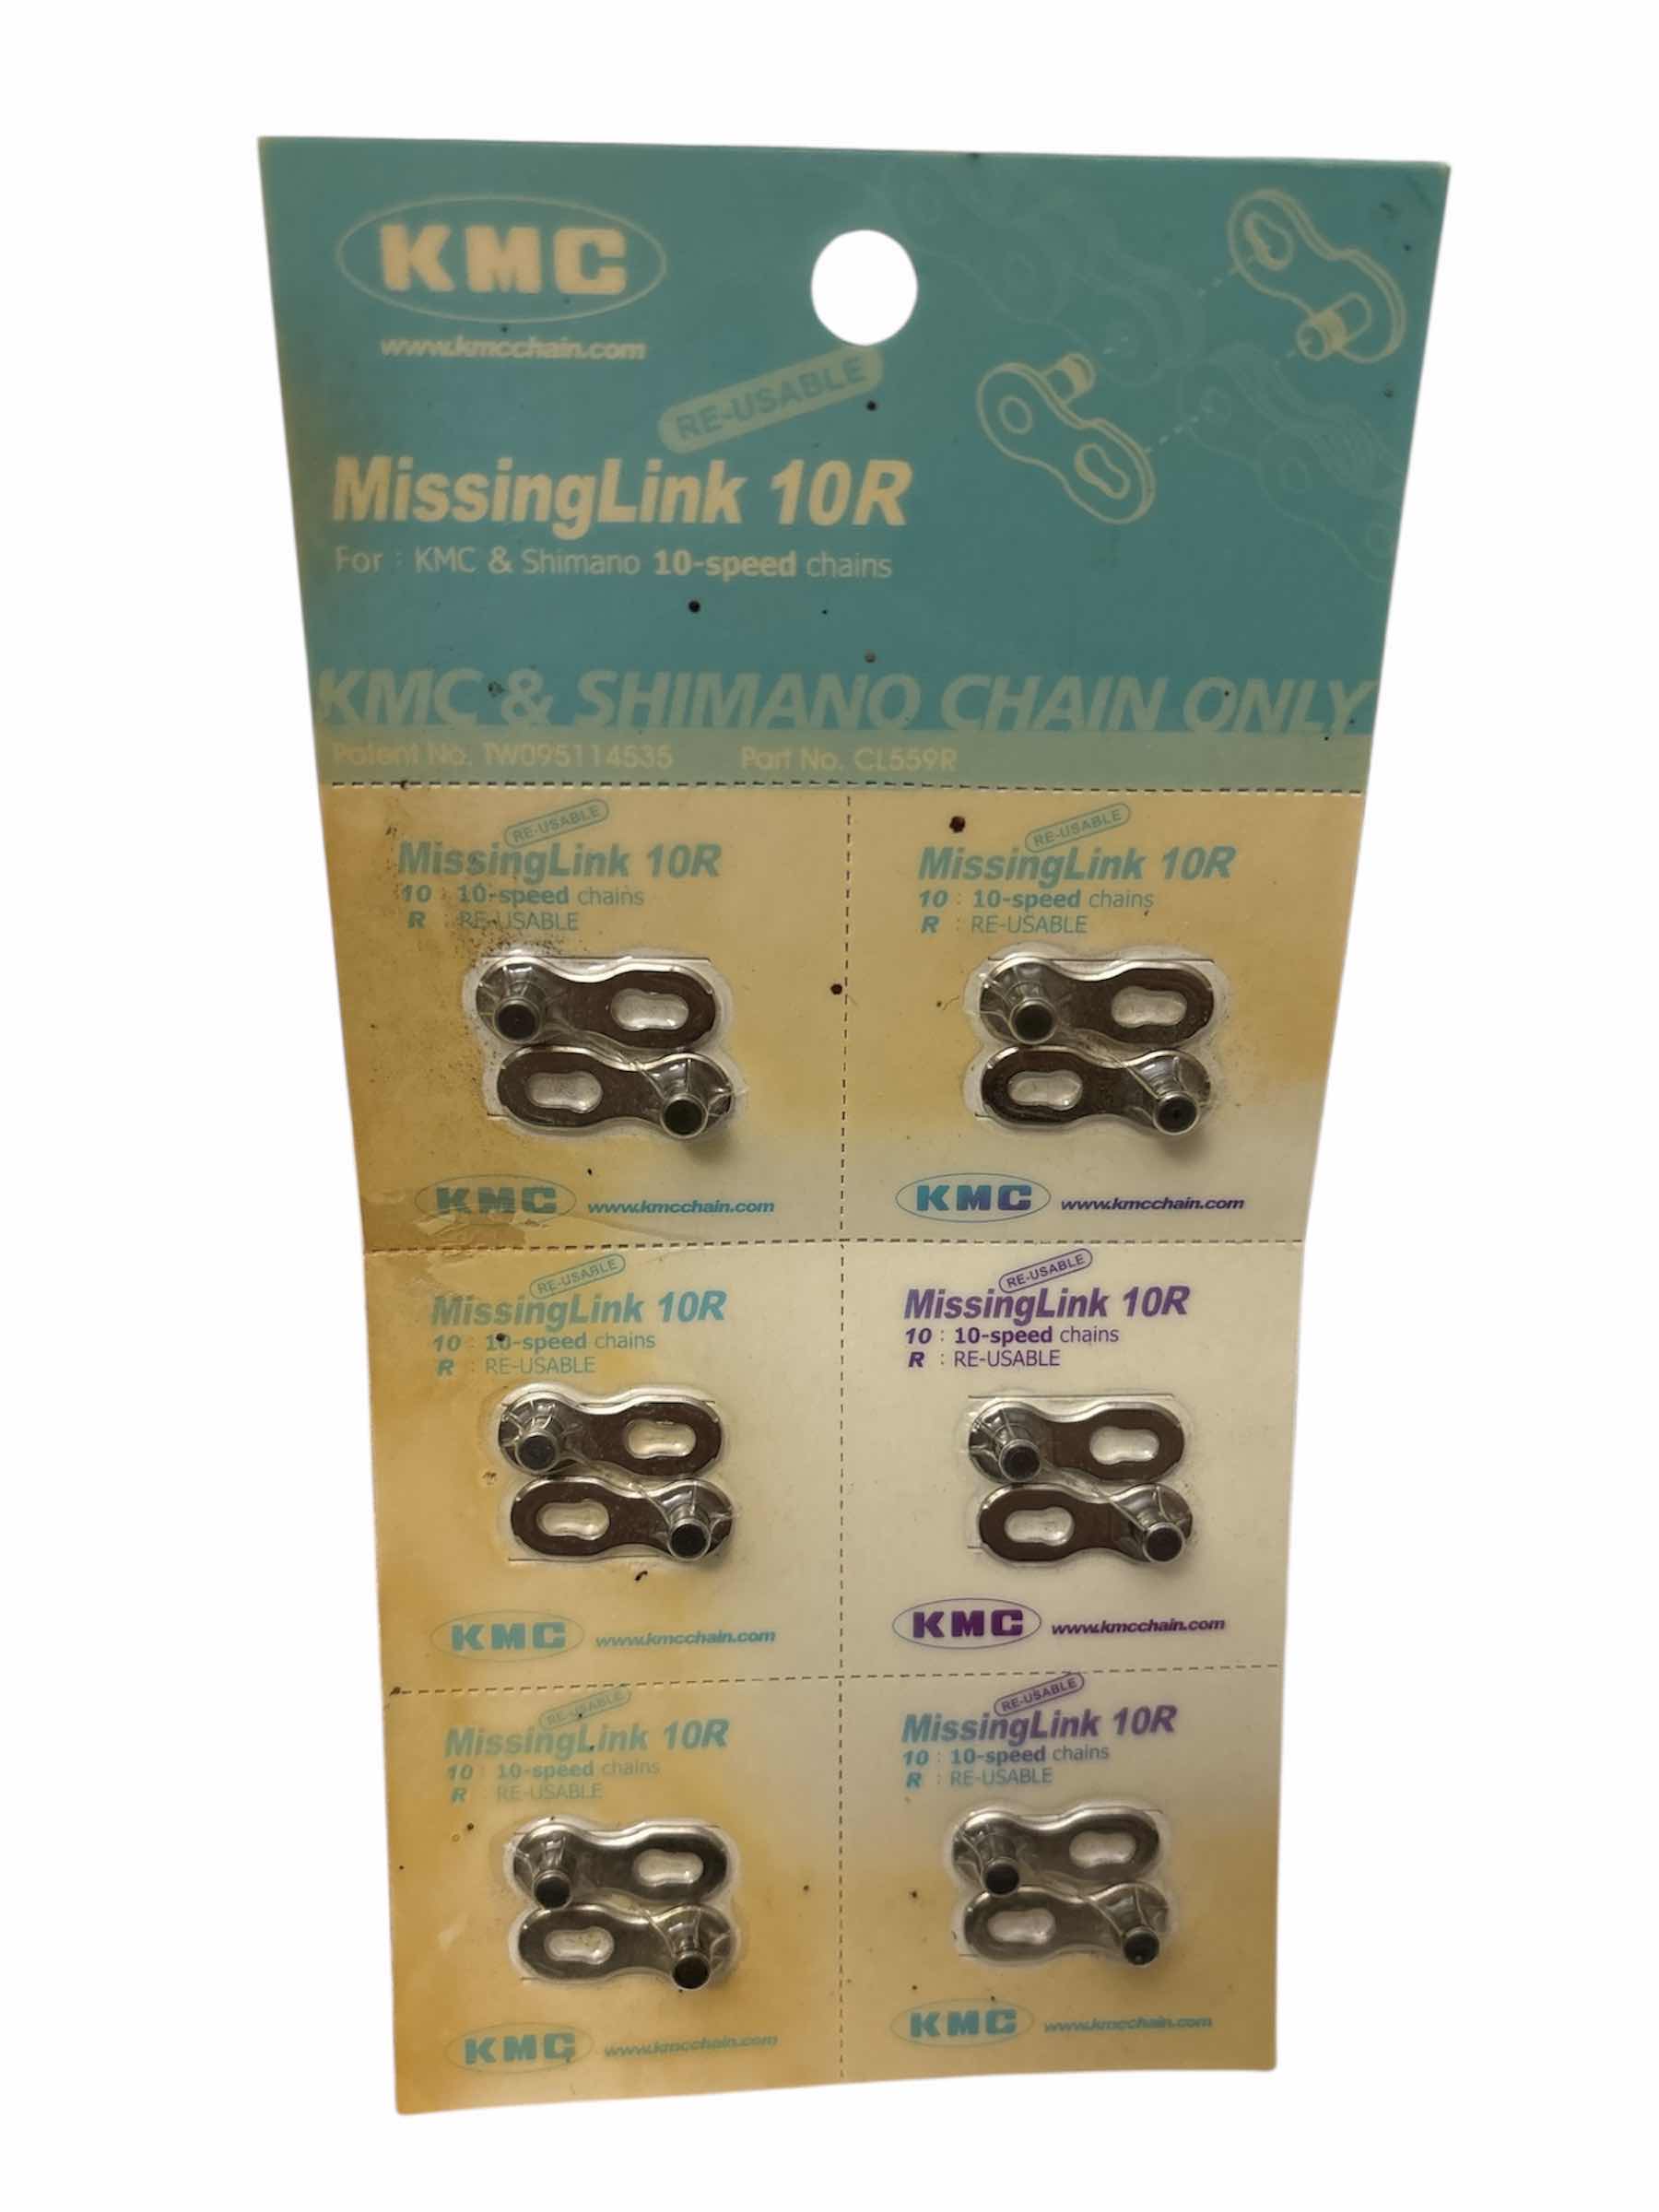 KMC
www.kmcchain.com
RE-USABLE
MissingLink 10R
For : KMC & Shimano 10-speed chains
KMC & SHIMANO CHAIN ONLY
Patent No. TW095114535 Part No. CL559R
RE-USABLE
MissingLink 10R
10 : 10-speed chains
R : RE-USABLE
KMC www.kmcchain.com
RE-USABLE
MissingLink 10R
10 : 10-speed chains
R : RE-USABLE
KMC www.kmcchain.com
RE-USABLE
MissingLink 10R
10 : 10-speed chains
R : RE-USABLE
KMC www.kmcchain.com
RE-USABLE
MissingLink 10R
10 : 10-speed chains
R : RE-USABLE
KMC www.kmcchain.com
RE-USABLE
MissingLink 10R
10 : 10-speed chains
R : RE-USABLE
KMC www.kmcchain.com
RE-USABLE
MissingLink 10R
10 : 10-speed chains
R : RE-USABLE
KMC www.kmcchain.com